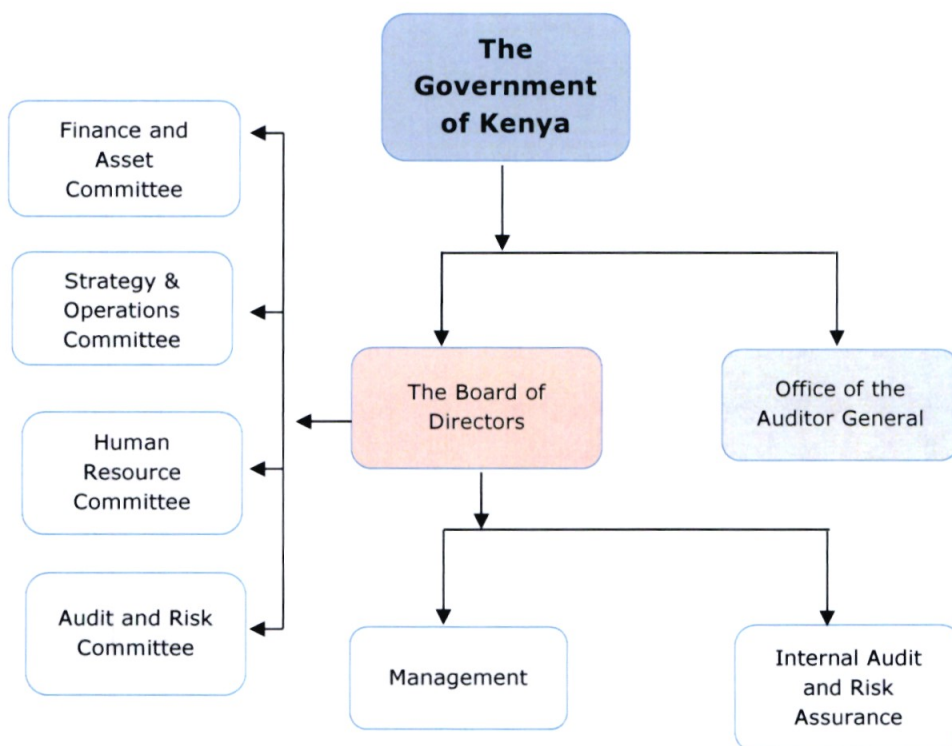 The
Government
of Kenya
Finance and
Asset
Committee
Strategy &
Operations
Committee
Human
Resource
Committee
Audit and Risk
Committee
The Board of
Directors
Office of the
Auditor General
Management
Internal Audit
and Risk
Assurance